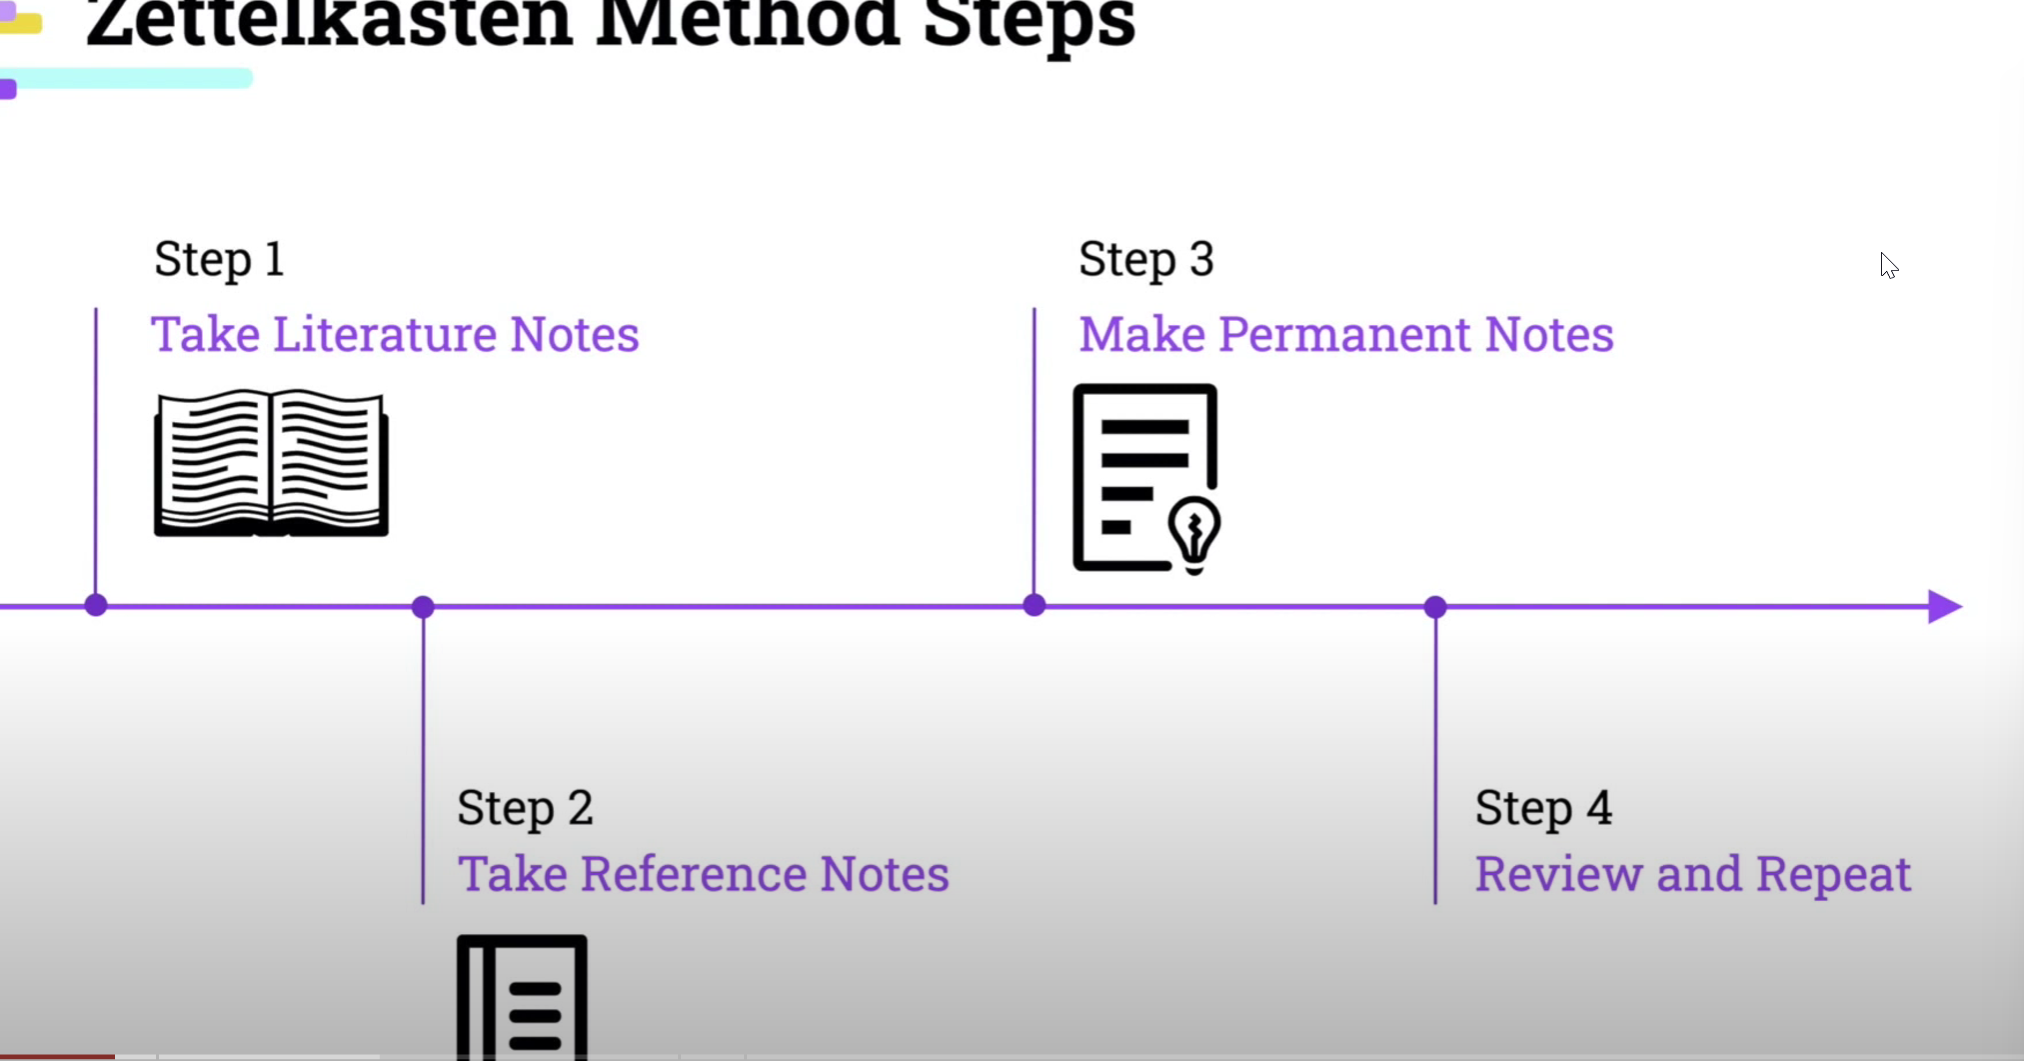 Zettelkasten Method Steps
Step 1
Take Literature Notes
Step 2
Take Reference Notes
Step 3
Make Permanent Notes
Step 4
Review and Repeat